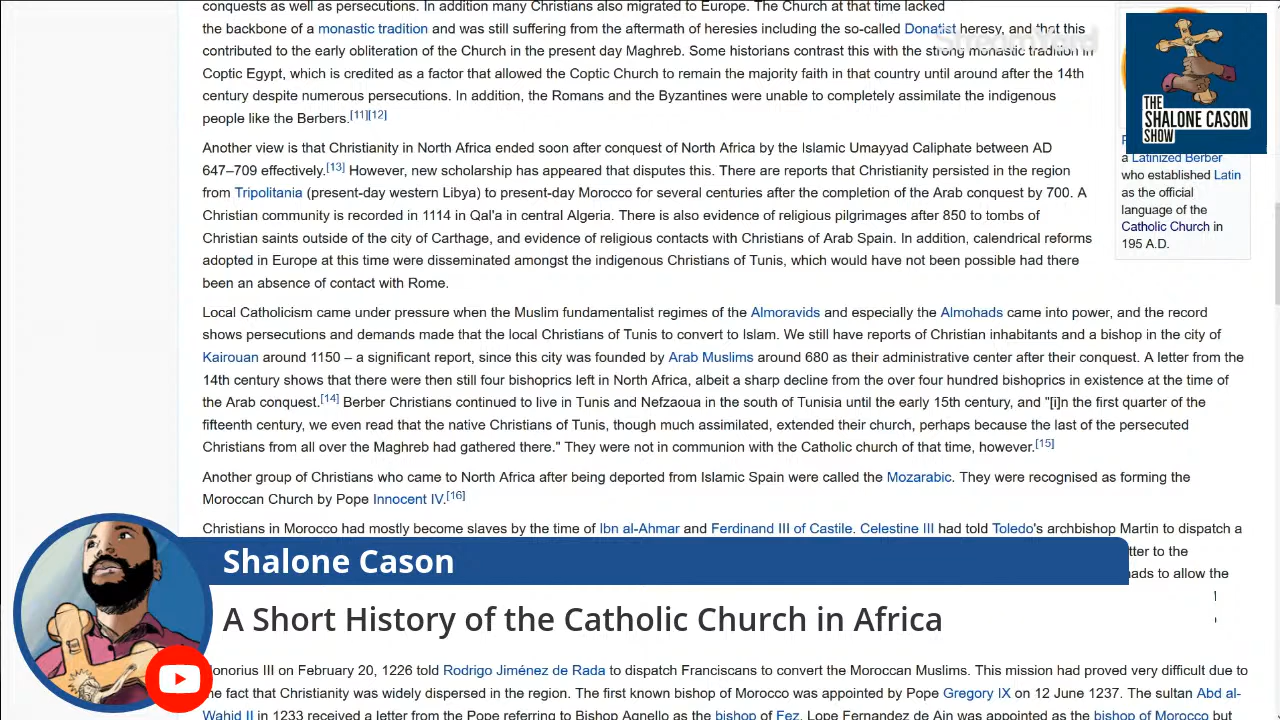 conquests as well as persecutions. In addition many Christians also migrated to Europe. The Church at that time lacked
the backbone of a monastic tradition and was still suffering from the aftermath of heresies including the so-called Donatist heresy, and that this
contributed to the early obliteration of the Church in the present day Maghreb. Some historians contrast this with the strong monastic tradition in
Coptic Egypt, which is credited as a factor that allowed the Coptic Church to remain the majority faith in that country until around after the 14th
century despite numerous persecutions. In addition, the Romans and the Byzantines were unable to completely assimilate the indigenous
people like the Berbers.[11][12]
Another view is that Christianity in North Africa ended soon after conquest of North Africa by the Islamic Umayyad Caliphate between AD
647–709 effectively.[13] However, new scholarship has appeared that disputes this. There are reports that Christianity persisted in the region
from Tripolitania (present-day western Libya) to present-day Morocco for several centuries after the completion of the Arab conquest by 700. A
Christian community is recorded in 1114 in Qal'a in central Algeria. There is also evidence of religious pilgrimages after 850 to tombs of
Christian saints outside of the city of Carthage, and evidence of religious contacts with Christians of Arab Spain. In addition, calendrical reforms
adopted in Europe at this time were disseminated amongst the indigenous Christians of Tunis, which would have not been possible had there
been an absence of contact with Rome.
Local Catholicism came under pressure when the Muslim fundamentalist regimes of the Almoravids and especially the Almohads came into power, and the record
shows persecutions and demands made that the local Christians of Tunis to convert to Islam. We still have reports of Christian inhabitants and a bishop in the city of
Kairouan around 1150 – a significant report, since this city was founded by Arab Muslims around 680 as their administrative center after their conquest. A letter from the
14th century shows that there were then still four bishoprics left in North Africa, albeit a sharp decline from the over four hundred bishoprics in existence at the time of
the Arab conquest.[14] Berber Christians continued to live in Tunis and Nefzaoua in the south of Tunisia until the early 15th century, and "[i]n the first quarter of the
fifteenth century, we even read that the native Christians of Tunis, though much assimilated, extended their church, perhaps because the last of the persecuted
Christians from all over the Maghreb had gathered there." They were not in communion with the Catholic church of that time, however.[15]
Another group of Christians who came to North Africa after being deported from Islamic Spain were called the Mozarabic. They were recognised as forming the
Moroccan Church by Pope Innocent IV.[16]
Christians in Morocco had mostly become slaves by the time of Ibn al-Ahmar and Ferdinand III of Castile. Celestine III had told Toledo's archbishop Martin to dispatch a
to the
to allow the
III on February 20, 1226 told Rodrigo Jiménez de Rada to dispatch Franciscans to convert the Moroccan Muslims. This mission had proved very difficult due to
fact that Christianity was widely dispersed in the region. The first known bishop of Morocco was appointed by Pope Gregory IX on 12 June 1237. The sultan Abd al-
Wahid II in 1233 received a letter from the Pope referring to Bishop Agnello as the bishop of Fez. Lope Fernandez de Ain was appointed as the bishop of Morocco but
StreamYard
THE
SHALONE CASON
SHOW
a Latinized Berber
who established Latin
as the official
language of the
Catholic Church in
195 A.D.
Shalone Cason
A Short History of the Catholic Church in Africa